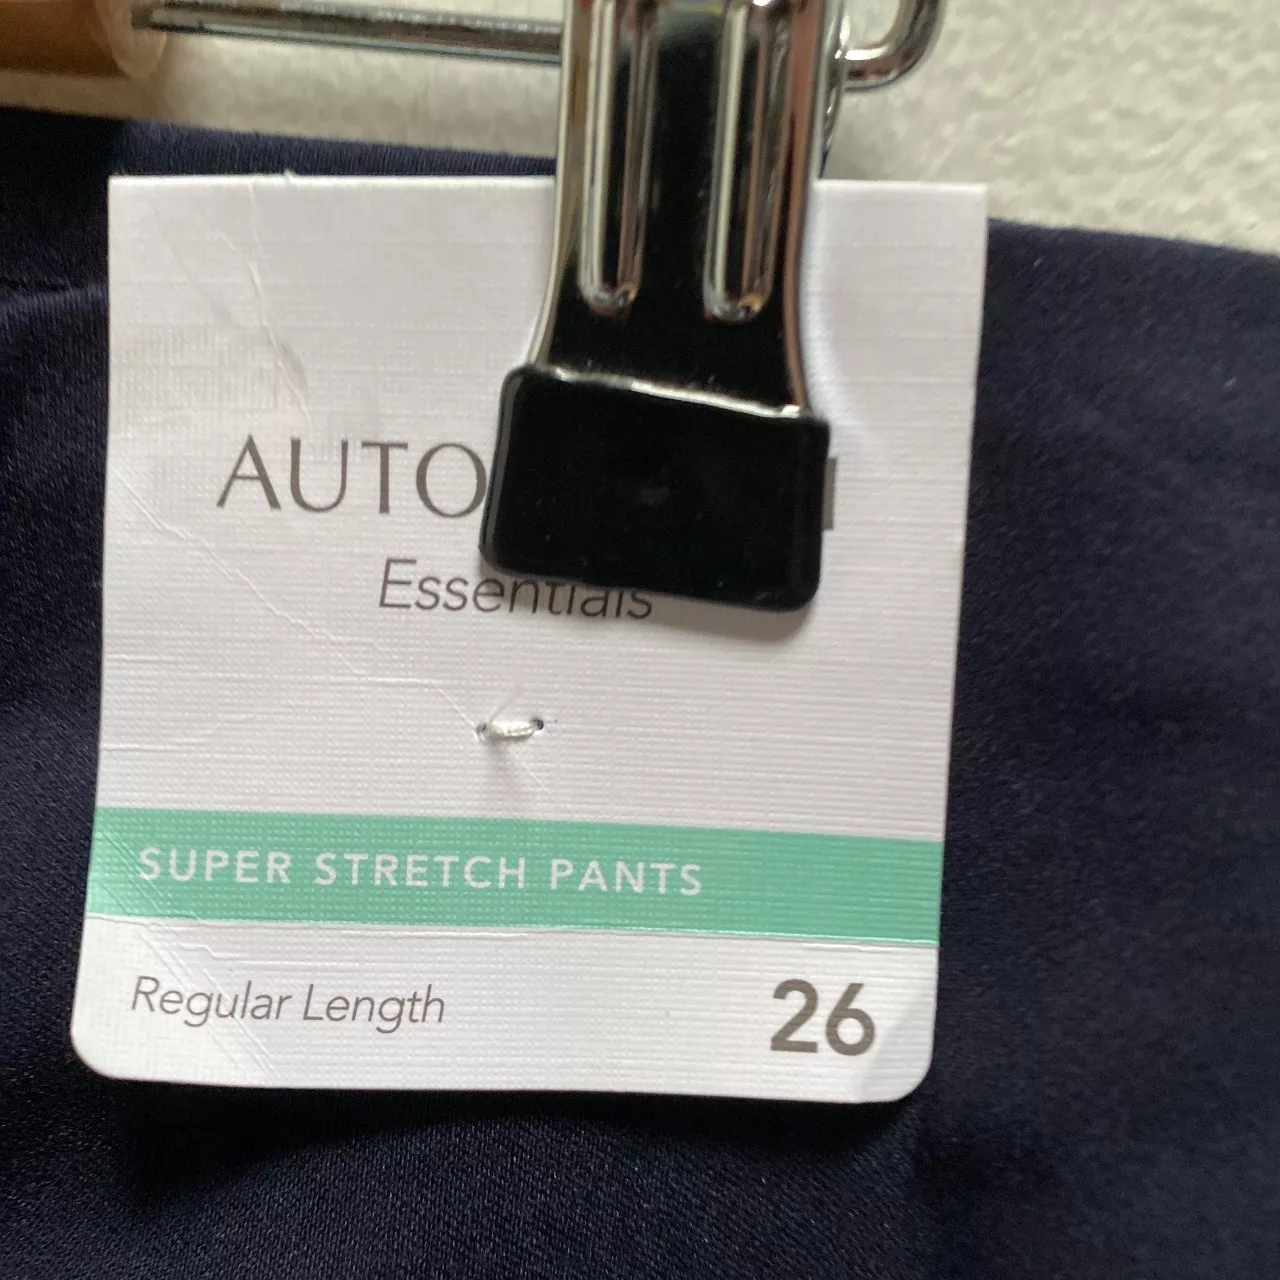 AUTO
Essentials
SUPER STRETCH PANTS
Regular Length
26